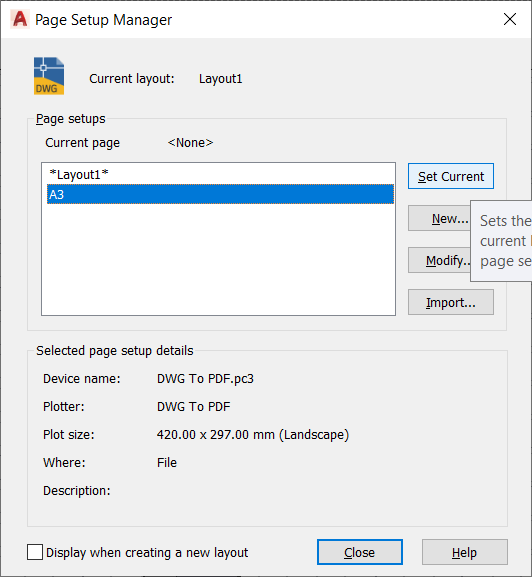 A Page Setup Manager
DWG
Current layout: Layout1
Page setups
Current page <None>
*Layout1*
A3
Set Current
New...
Modify...
Import...
Sets the
current
page se
Selected page setup details
Device name: DWG To PDF.pc3
Plotter: DWG To PDF
Plot size: 420.00 x 297.00 mm (Landscape)
Where: File
Description:
Display when creating a new layout
Close
Help